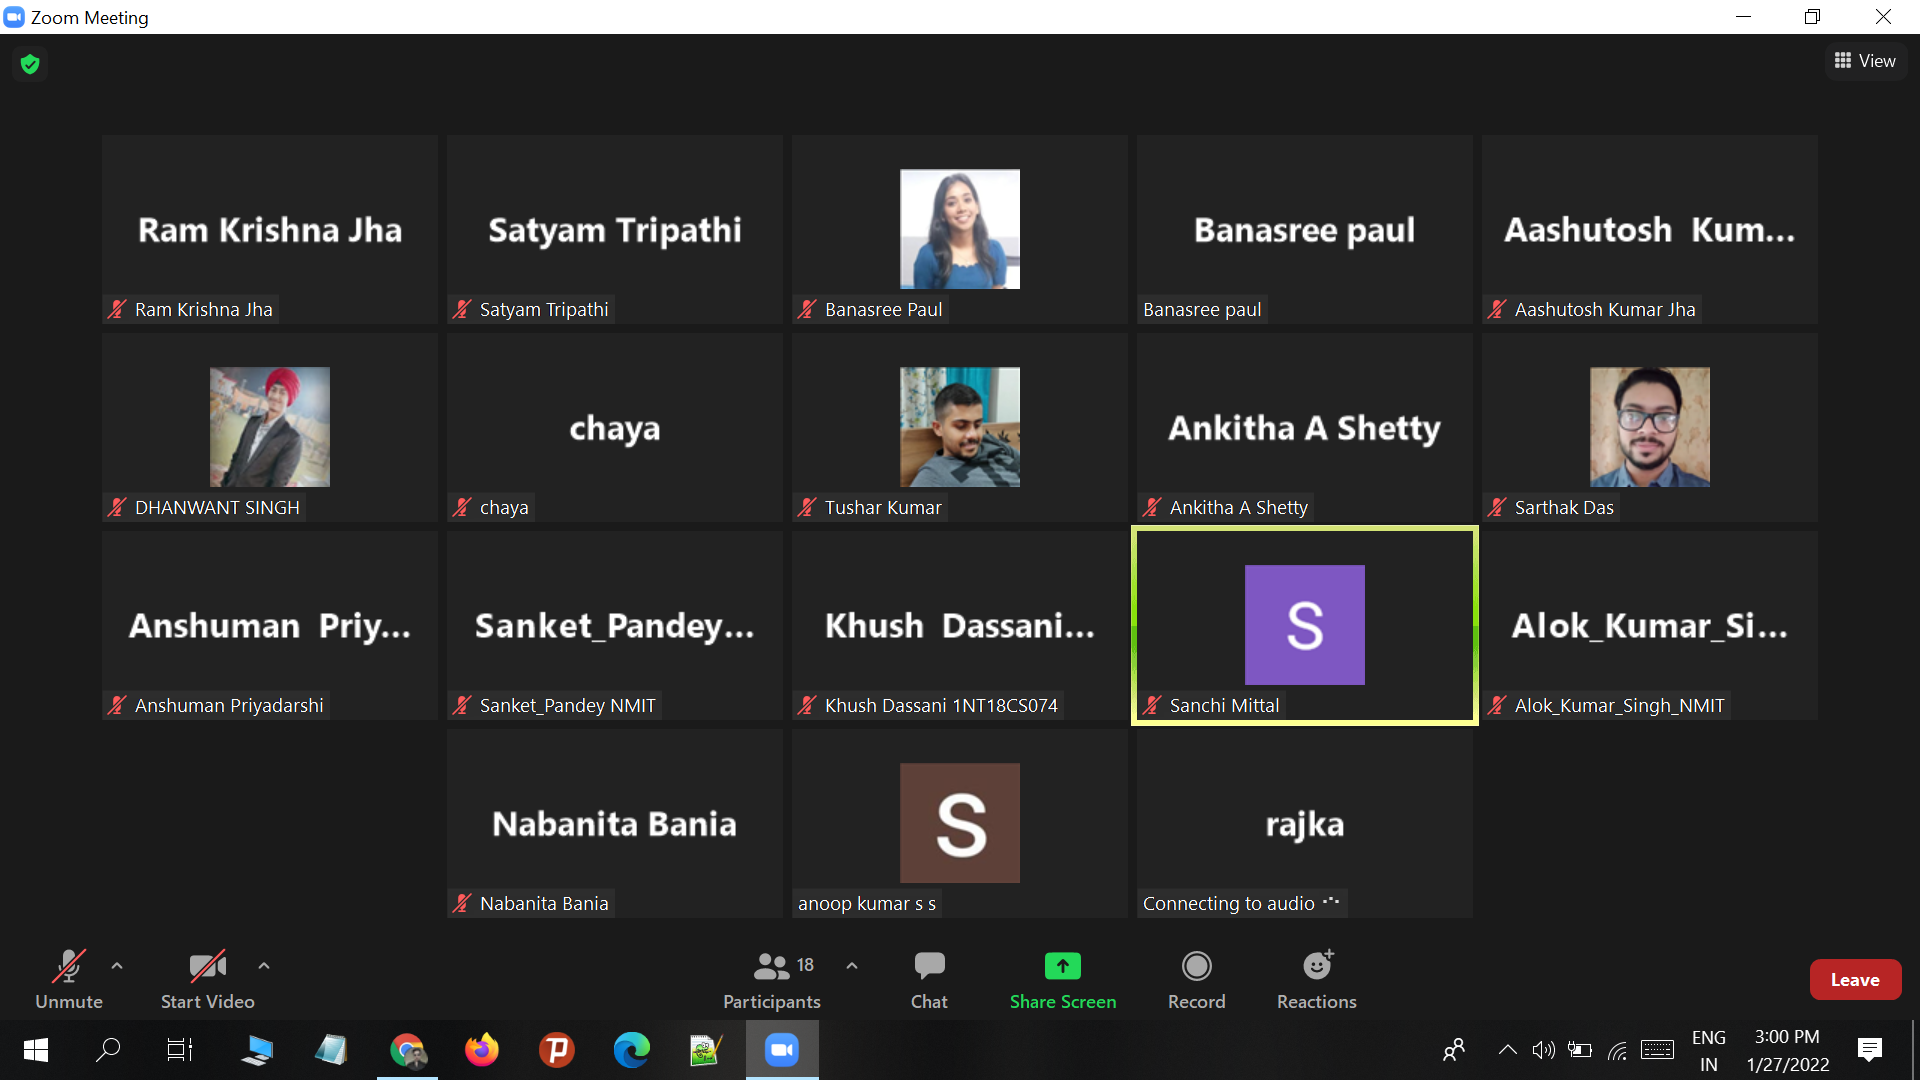 Zoom Meeting
View
Ram Krishna Jha
Satyam Tripathi
Banasree paul
Aashutosh Kum...
Ram Krishna Jha
Satyam Tripathi
Banasree Paul
Banasree paul
Aashutosh Kumar Jha
chaya
Ankitha A Shetty
DHANWANT SINGH
chaya
Tushar Kumar
Ankitha A Shetty
Sarthak Das
Anshuman Priy...
Sanket_Pandey...
Khush Dassani...
S
Alok_Kumar_Si...
Anshuman Priyadarshi
Sanket_Pandey NMIT
Khush Dassani 1NT18CS074
Sanchi Mittal
Alok_Kumar_Singh_NMIT
Nabanita Bania
S
rajka
Nabanita Bania
anoop kumar s s
Connecting to audio
Unmute
Start Video
18
Participants
Chat
Share Screen
Record
Reactions
Leave
ENG
IN
3:00 PM
1/27/2022